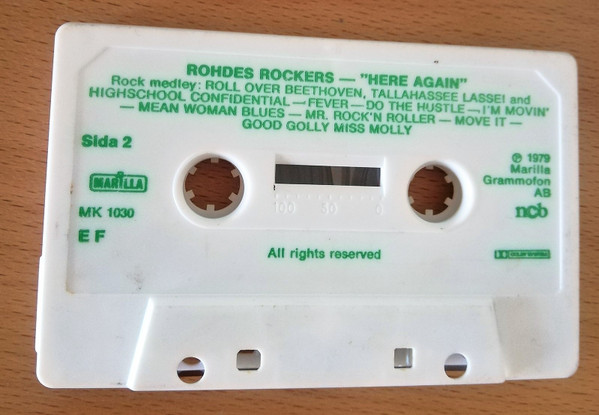 ROHDES ROCKERS — "HERE AGAIN"
Rock medley: ROLL OVER BEETHOVEN, TALLAHASSEE LASSEI and
HIGHSCHOOL CONFIDENTIAL — FEVER — DO THE HUSTLE — I'M MOVIN'
— MEAN WOMAN BLUES — MR. ROCK'N ROLLER — MOVE IT —
GOOD GOLLY MISS MOLLY
Sida 2
MARILLA
MK 1030
E F
℗ 1979
Marilla
Grammofon
AB
ncb
All rights reserved
DOLBY SYSTEM
100 50 0